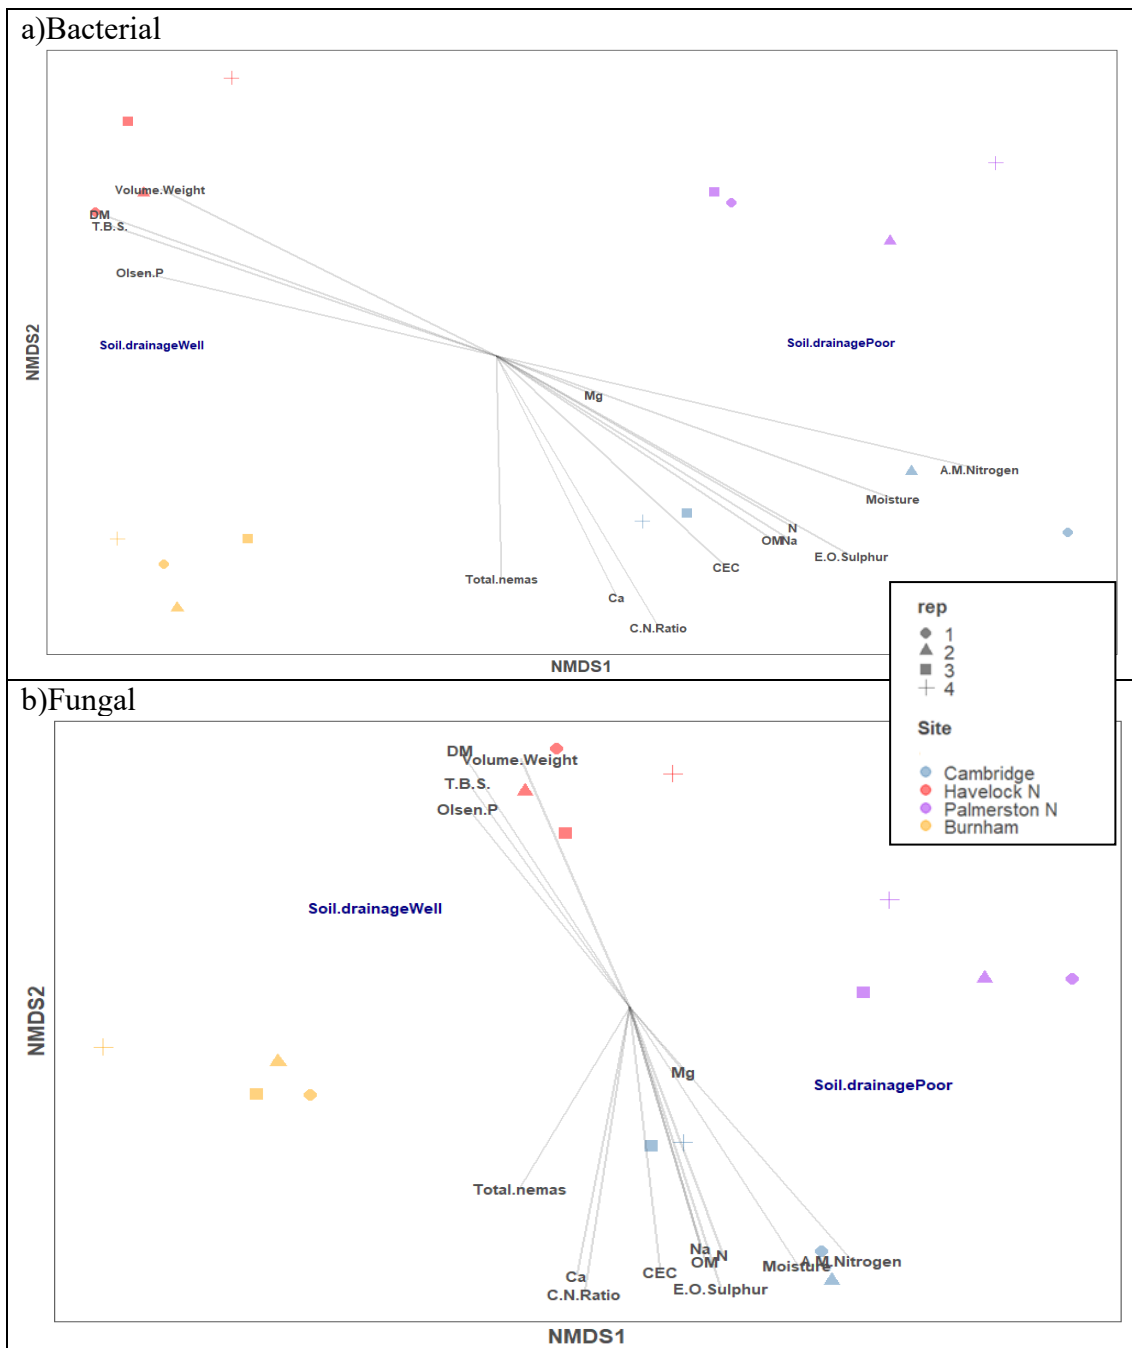 a)Bacterial
Volume.Weight
DM
T.B.S.
Olsen.P
Soil.drainageWell
Soil.drainagePoor
Mg
A.M.Nitrogen
Moisture
N
OM
Na
E.O.Sulphur
CEC
Total.nemas
Ca
C.N.Ratio
NMDS2
NMDS1
rep
1
2
3
4
Site
Cambridge
Havelock N
Palmerston N
Burnham
b)Fungal
DM
Volume.Weight
T.B.S.
Olsen.P
Soil.drainageWell
Mg
Soil.drainagePoor
Total.nemas
Na
N
OM
Moisture
A.M.Nitrogen
Ca
CEC
E.O.Sulphur
C.N.Ratio
NMDS2
NMDS1